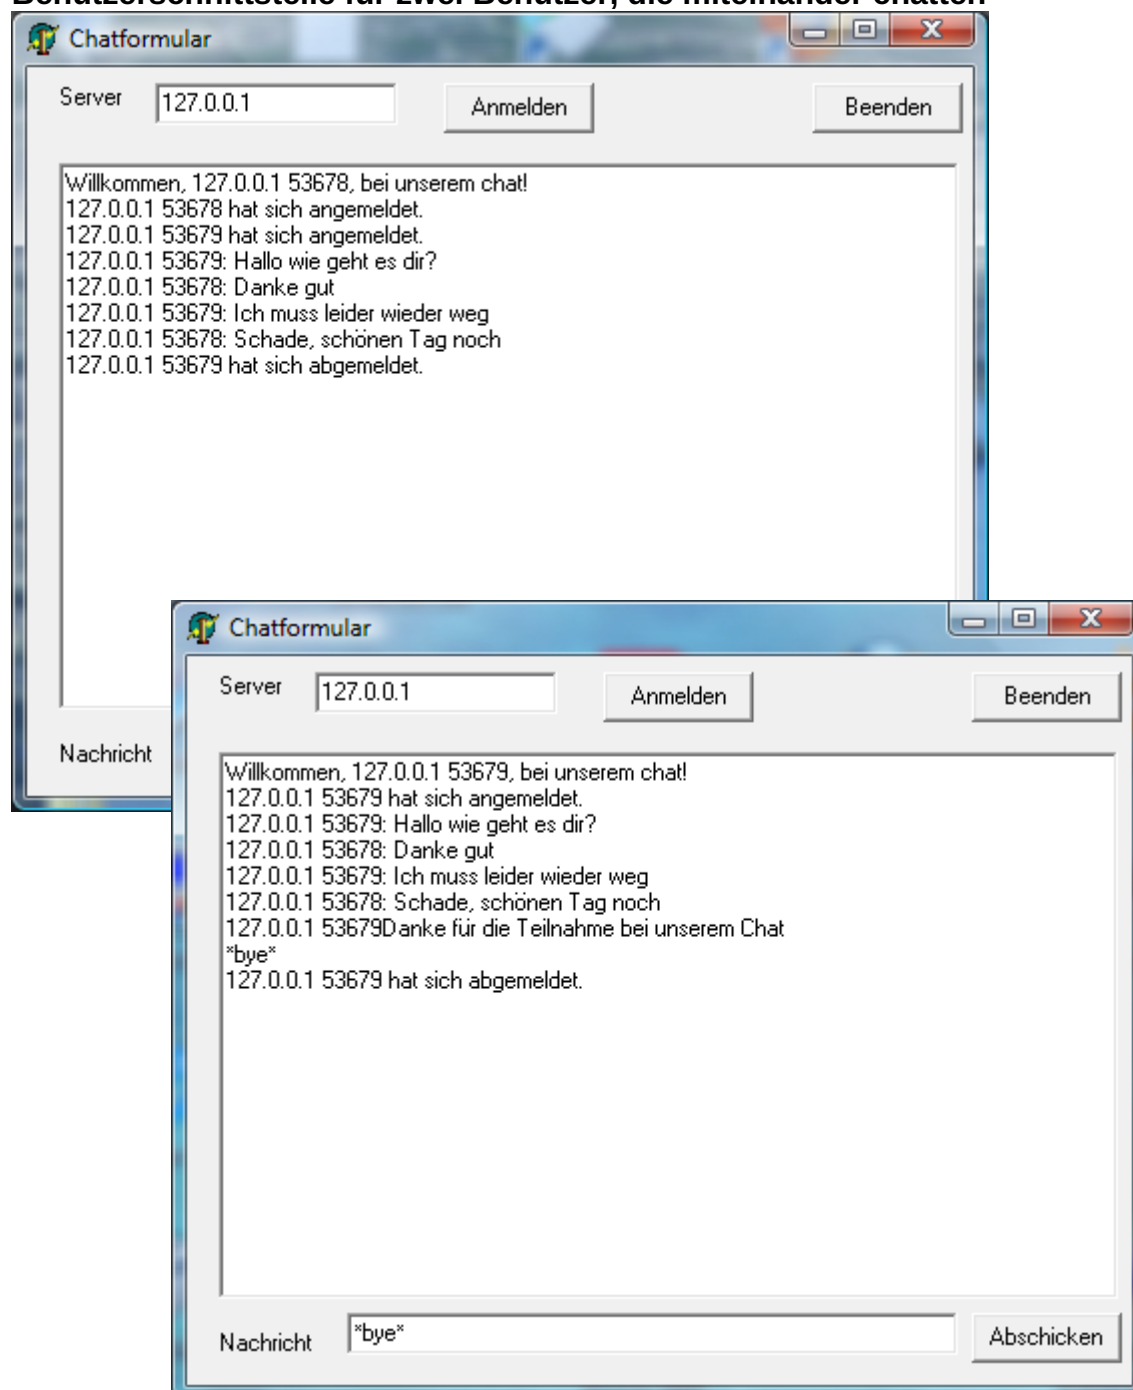 Benutzerschnittstelle für zwei Benutzer, die miteinander chatten
Chatformular
Server 127.0.0.1 Anmelden Beenden
Willkommen, 127.0.0.1 53678, bei unserem chat!
127.0.0.1 53678 hat sich angemeldet.
127.0.0.1 53679 hat sich angemeldet.
127.0.0.1 53679: Hallo wie geht es dir?
127.0.0.1 53678: Danke gut
127.0.0.1 53679: Ich muss leider wieder weg
127.0.0.1 53678: Schade, schönen Tag noch
127.0.0.1 53679 hat sich abgemeldet.
Nachricht
Chatformular
Server 127.0.0.1 Anmelden Beenden
Willkommen, 127.0.0.1 53679, bei unserem chat!
127.0.0.1 53679 hat sich angemeldet.
127.0.0.1 53679: Hallo wie geht es dir?
127.0.0.1 53678: Danke gut
127.0.0.1 53679: Ich muss leider wieder weg
127.0.0.1 53678: Schade, schönen Tag noch
127.0.0.1 53679Danke für die Teilnahme bei unserem Chat
*bye*
127.0.0.1 53679 hat sich abgemeldet.
Nachricht *bye* Abschicken